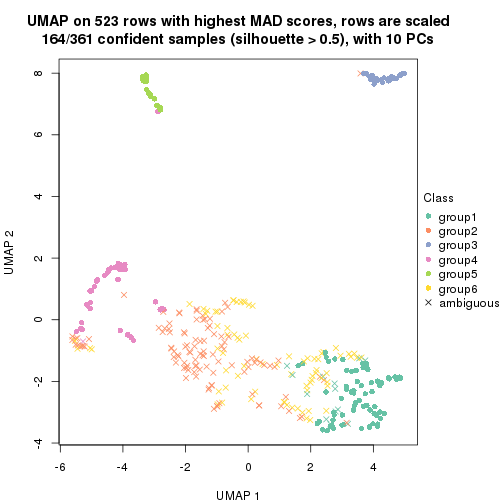 UMAP on 523 rows with highest MAD scores, rows are scaled
164/361 confident samples (silhouette > 0.5), with 10 PCs
8
6
4
2
0
-2
-4
UMAP 2
-6
-4
-2
0
2
4
UMAP 1
Class
group1
group2
group3
group4
group5
group6
ambiguous